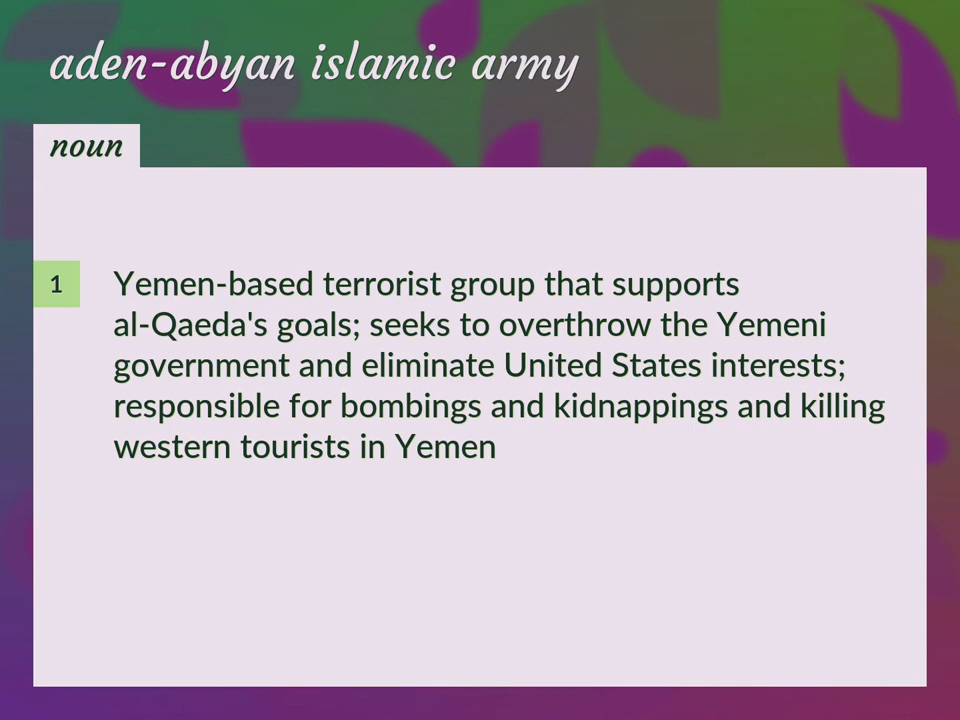 aden-abyan islamic army
noun
1
Yemen-based terrorist group that supports
al-Qaeda's goals; seeks to overthrow the Yemeni
government and eliminate United States interests;
responsible for bombings and kidnappings and killing
western tourists in Yemen